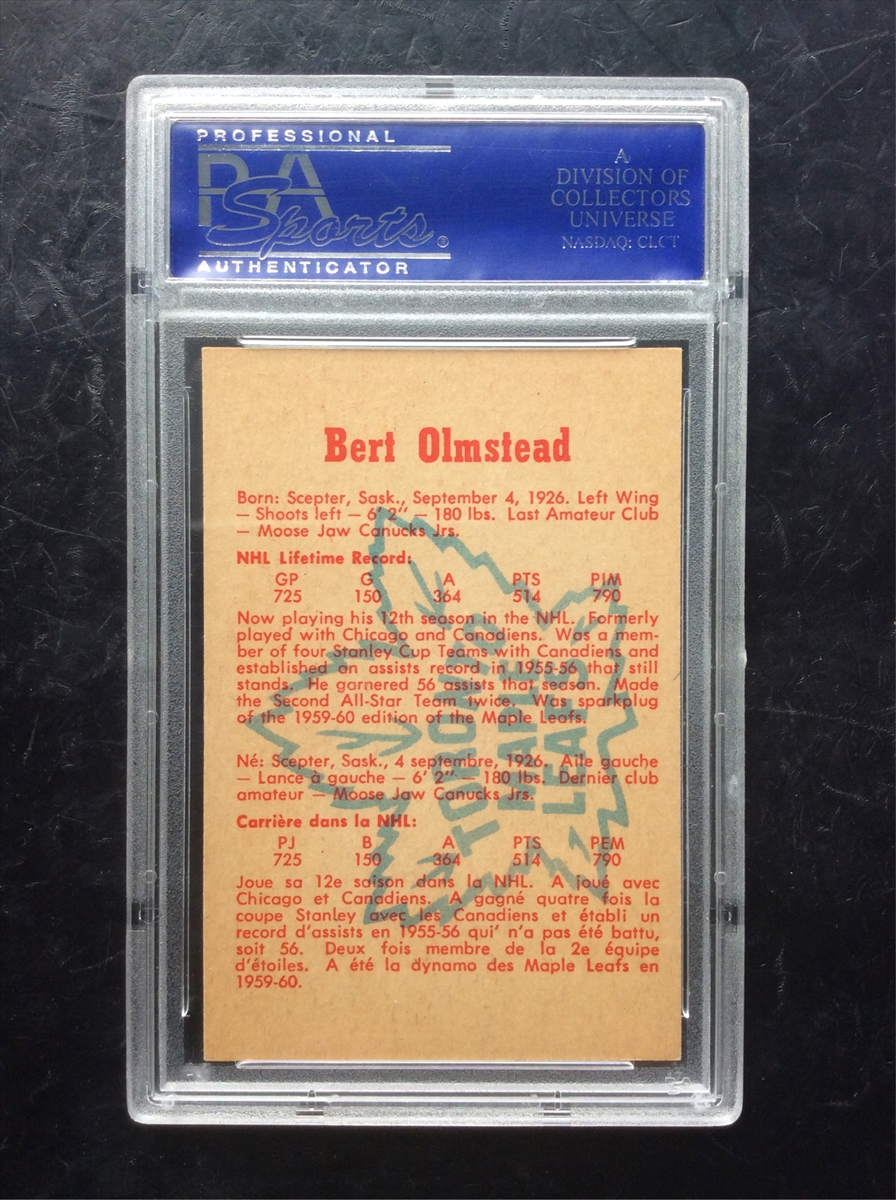 PROFESSIONAL
PSA
Sports®
AUTHENTICATOR
A
DIVISION OF
COLLECTORS
UNIVERSE
NASDAQ: CLCT
Bert Olmstead
Born: Scepter, Sask., September 4, 1926. Left Wing
— Shoots left — 6' 2" — 180 lbs. Last Amateur Club
— Moose Jaw Canucks Jrs.
NHL Lifetime Record:
GP G A PTS PIM
725 150 364 514 790
Now playing his 12th season in the NHL. Formerly
played with Chicago and Canadiens. Was a mem-
ber of four Stanley Cup Teams with Canadiens and
established an assists record in 1955-56 that still
stands. He garnered 56 assists that season. Made
the Second All-Star Team twice. Was sparkplug
of the 1959-60 edition of the Maple Leafs.
Né: Scepter, Sask., 4 septembre, 1926. Aile gauche
— Lance à gauche — 6' 2" — 180 lbs. Dernier club
amateur — Moose Jaw Canucks Jrs.
Carrière dans la NHL:
PJ B A PTS PEM
725 150 364 514 790
Joue sa 12e saison dans la NHL. A joué avec
Chicago et Canadiens. A gagné quatre fois la
coupe Stanley avec les Canadiens et établi un
record d'assists en 1955-56 qui' n'a pas été battu,
soit 56. Deux fois membre de la 2e équipe
d'étoiles. A été la dynamo des Maple Leafs en
1959-60.
TORONTO
MAPLE
LEAFS